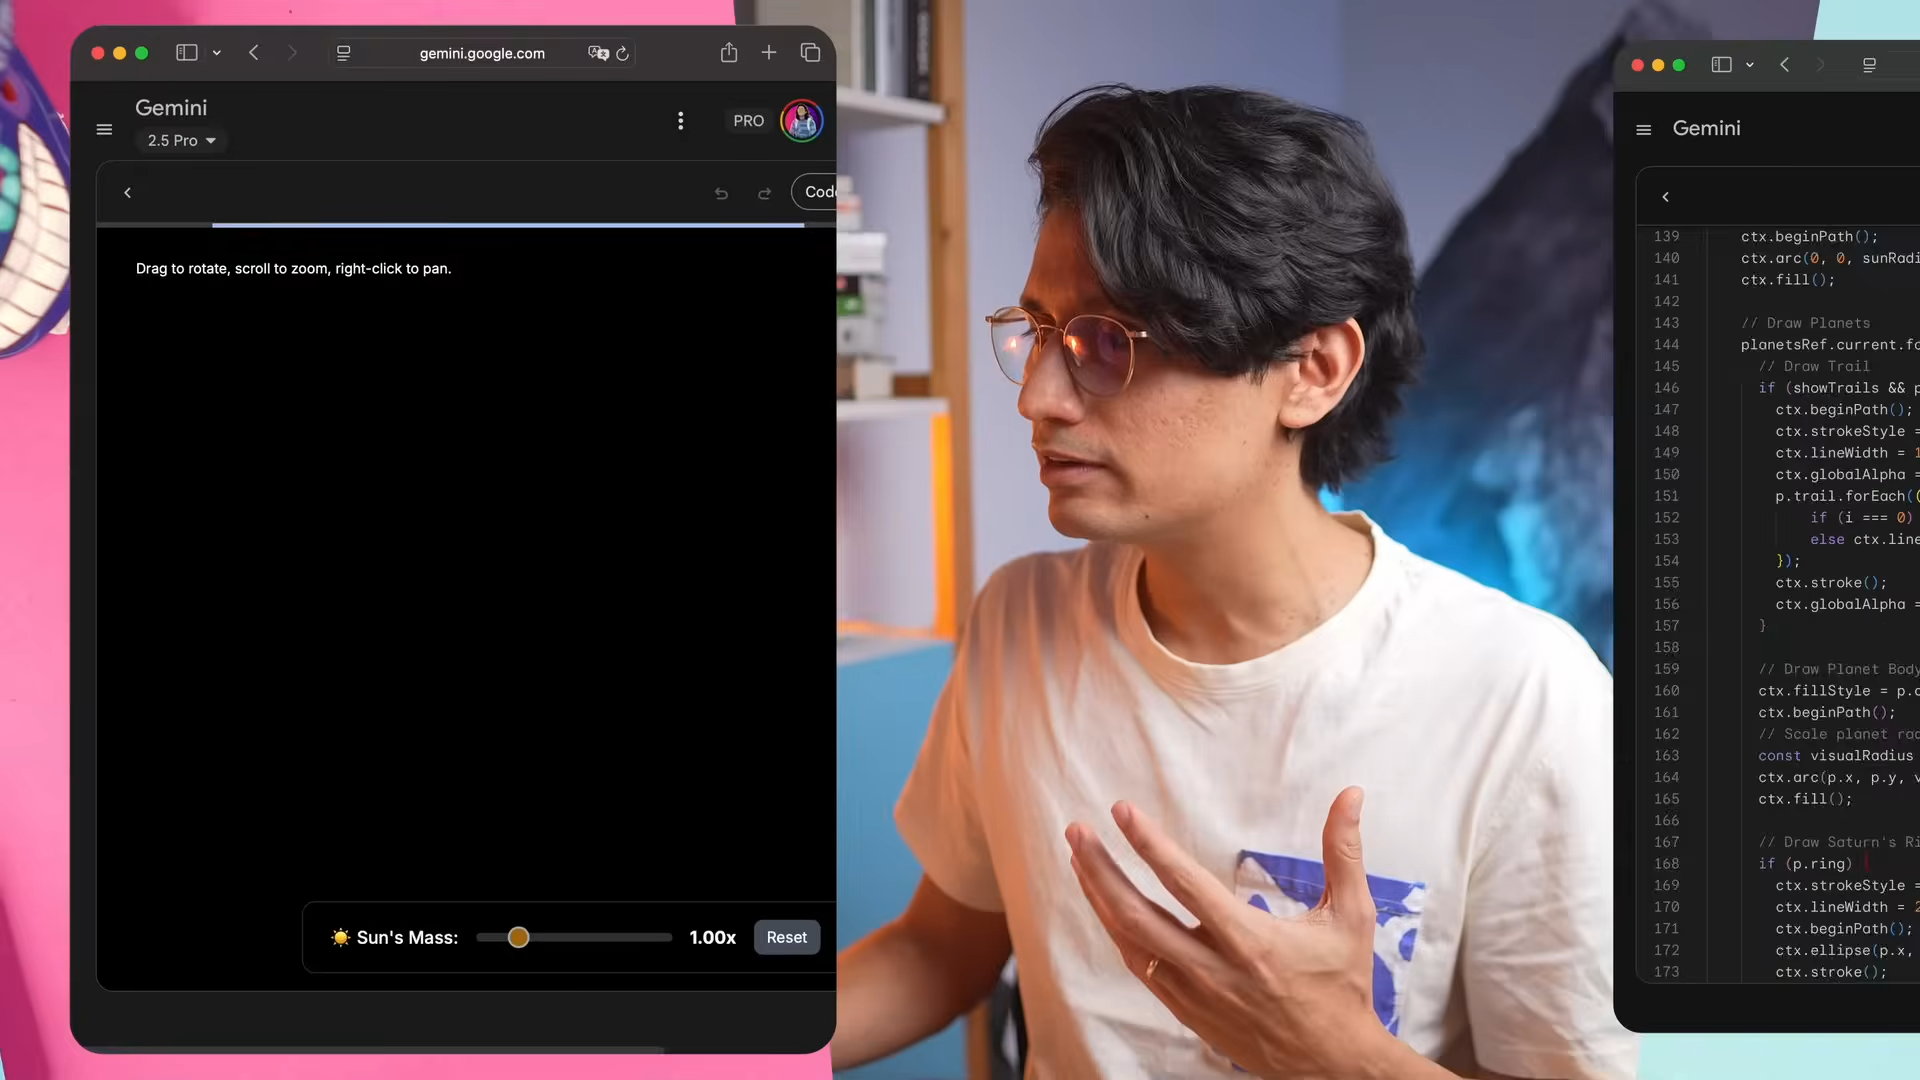 gemini.google.com
Gemini
2.5 Pro
PRO
Code
Drag to rotate, scroll to zoom, right-click to pan.
Sun's Mass:
1.00x
Reset
Gemini
139 ctx.beginPath();
140 ctx.arc(0, 0, sunRadi
141 ctx.fill();
142
143 // Draw Planets
144 planetsRef.current.fo
145 // Draw Trail
146 if (showTrails && p
147 ctx.beginPath();
148 ctx.strokeStyle =
149 ctx.lineWidth = 1
150 ctx.globalAlpha =
151 p.trail.forEach((
152 if (i === 0)
153 else ctx.line
154 });
155 ctx.stroke();
156 ctx.globalAlpha =
157 }
158
159 // Draw Planet Body
160 ctx.fillStyle = p.c
161 ctx.beginPath();
162 // Scale planet rad
163 const visualRadius
164 ctx.arc(p.x, p.y, v
165 ctx.fill();
166
167 // Draw Saturn's Ri
168 if (p.ring)
169 ctx.strokeStyle =
170 ctx.lineWidth = 2
171 ctx.beginPath();
172 ctx.ellipse(p.x,
173 ctx.stroke();